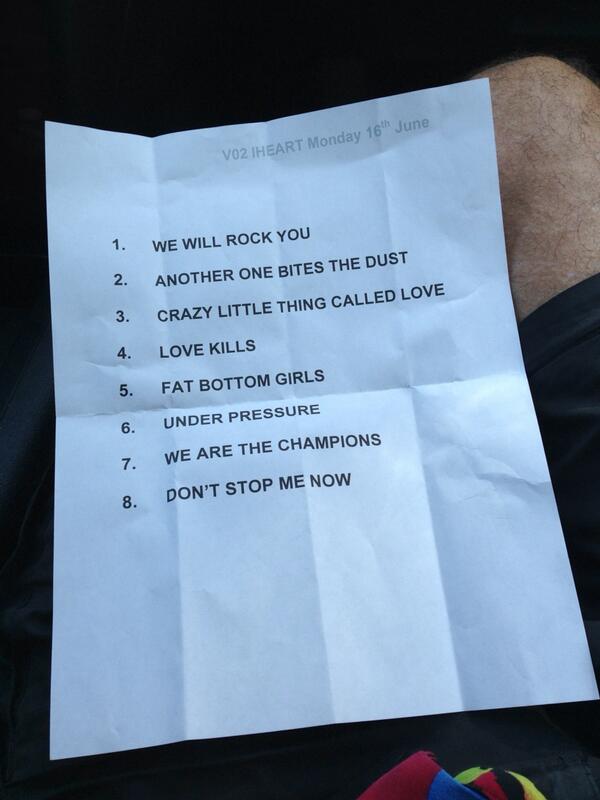 V02 IHEART Monday 16th June
1. WE WILL ROCK YOU
2. ANOTHER ONE BITES THE DUST
3. CRAZY LITTLE THING CALLED LOVE
4. LOVE KILLS
5. FAT BOTTOM GIRLS
6. UNDER PRESSURE
7. WE ARE THE CHAMPIONS
8. DON'T STOP ME NOW